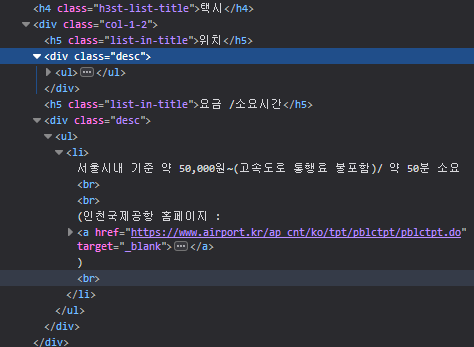 <h4 class="h3st-list-title">택시</h4>
<div class="col-1-2">
<h5 class="list-in-title">위치</h5>
<div class="desc">
<ul>…</ul>
</div>
<h5 class="list-in-title">요금 /소요시간</h5>
<div class="desc">
<ul>
<li>
서울시내 기준 약 50,000원~(고속도로 통행료 불포함)/ 약 50분 소요
<br>
<br>
(인천국제공항 홈페이지 :
<a href="https://www.airport.kr/ap_cnt/ko/tpt/pblctpt/pblctpt.do"
target="_blank">…</a>
)
<br>
</li>
</ul>
</div>
</div>